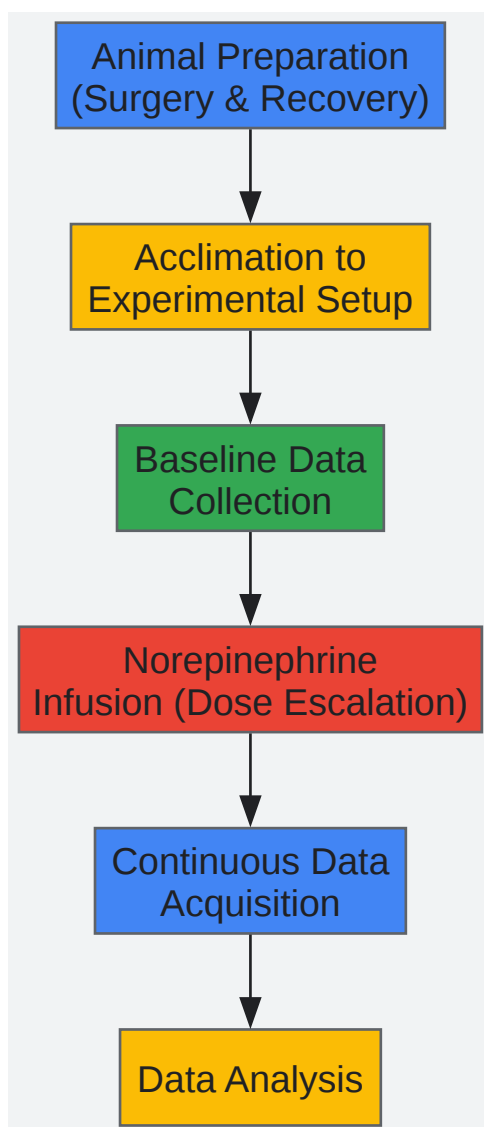 Animal Preparation
(Surgery & Recovery)
Acclimation to
Experimental Setup
Baseline Data
Collection
Norepinephrine
Infusion (Dose Escalation)
Continuous Data
Acquisition
Data Analysis